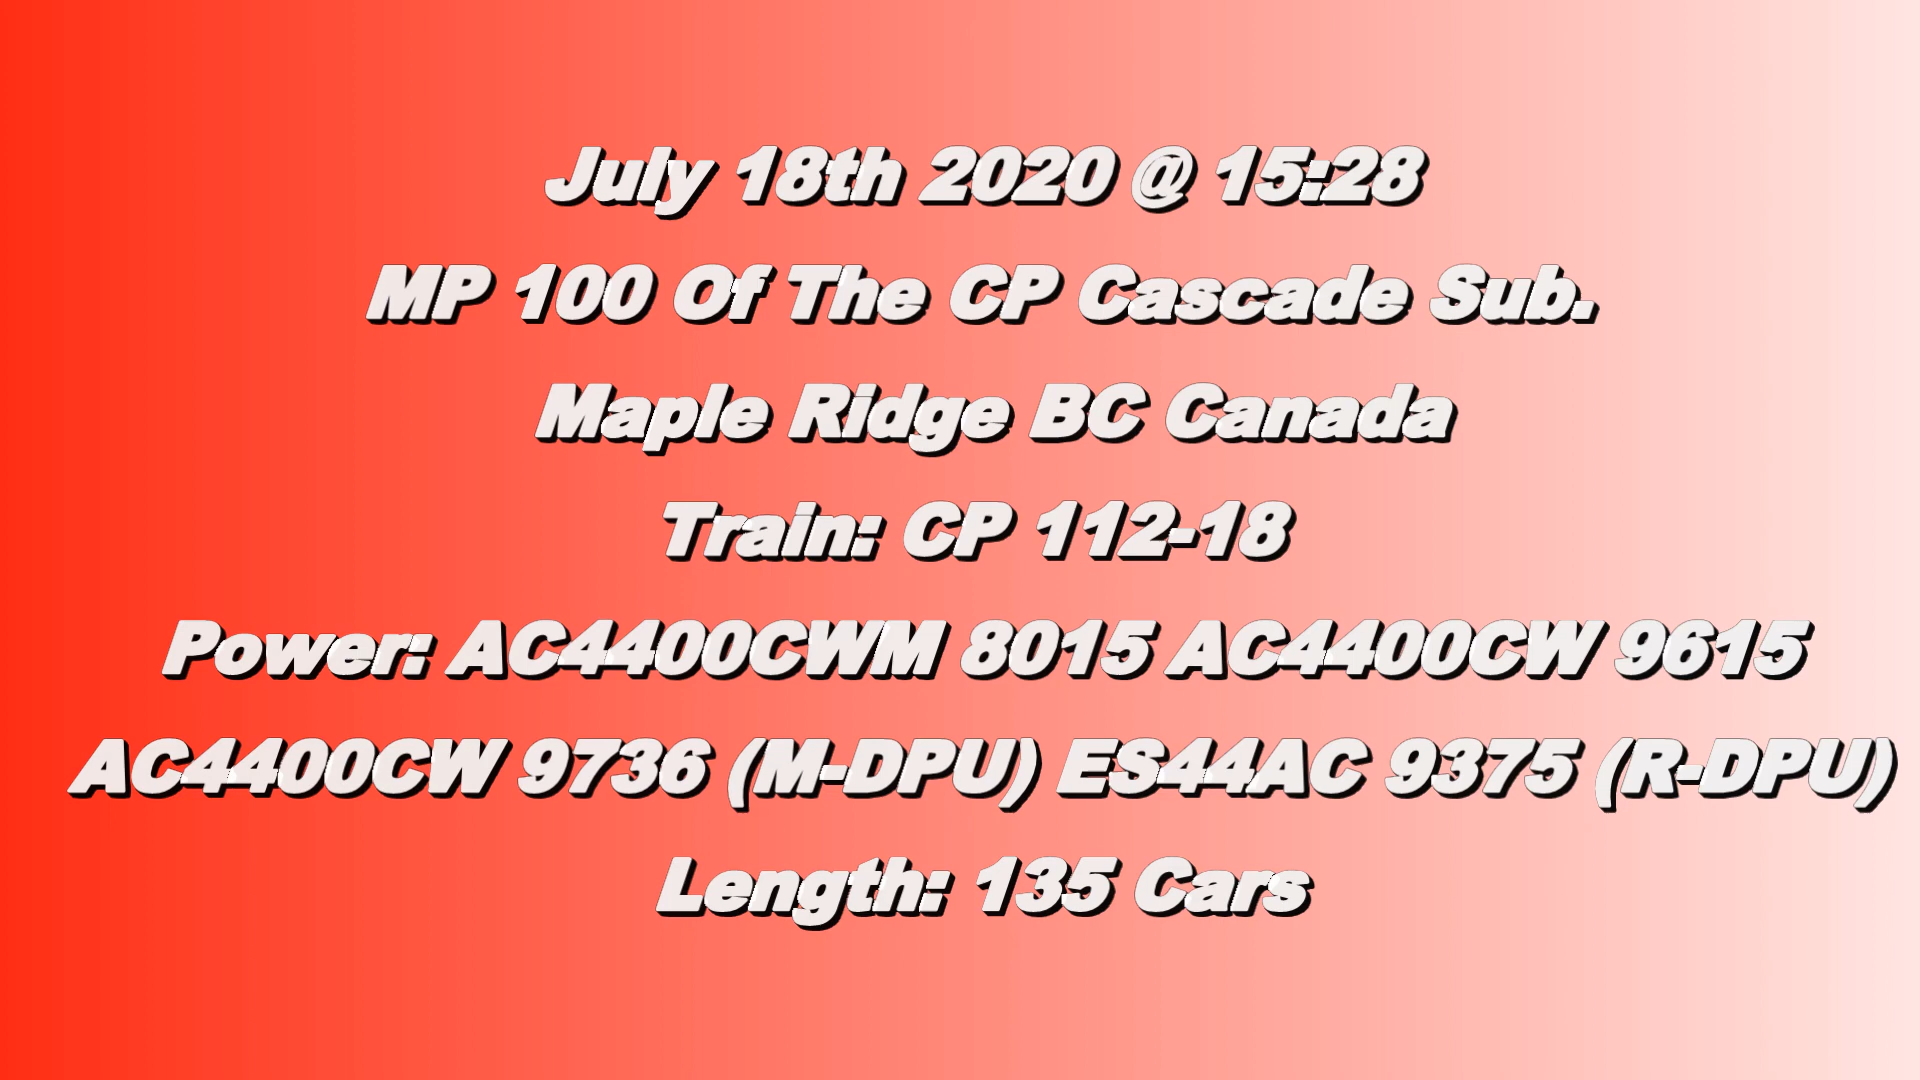 July 18th 2020 @ 15:28
MP 100 Of The CP Cascade Sub.
Maple Ridge BC Canada
Train: CP 112-18
Power: AC4400CWM 8015 AC4400CW 9615
AC4400CW 9736 (M-DPU) ES44AC 9375 (R-DPU)
Length: 135 Cars